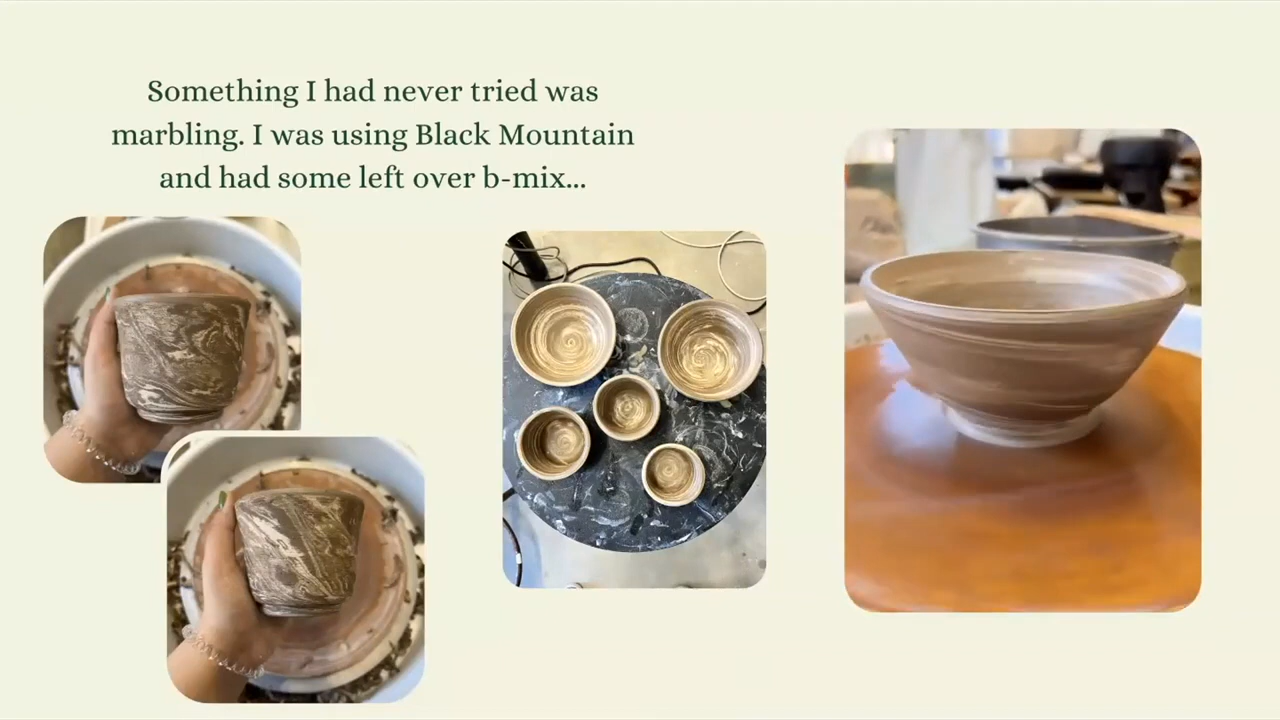 Something I had never tried was
marbling. I was using Black Mountain
and had some left over b-mix...